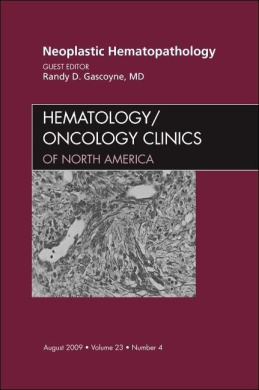 Neoplastic Hematopathology
GUEST EDITOR
Randy D. Gascoyne, MD
HEMATOLOGY/
ONCOLOGY CLINICS
OF NORTH AMERICA
August 2009 • Volume 23 • Number 4